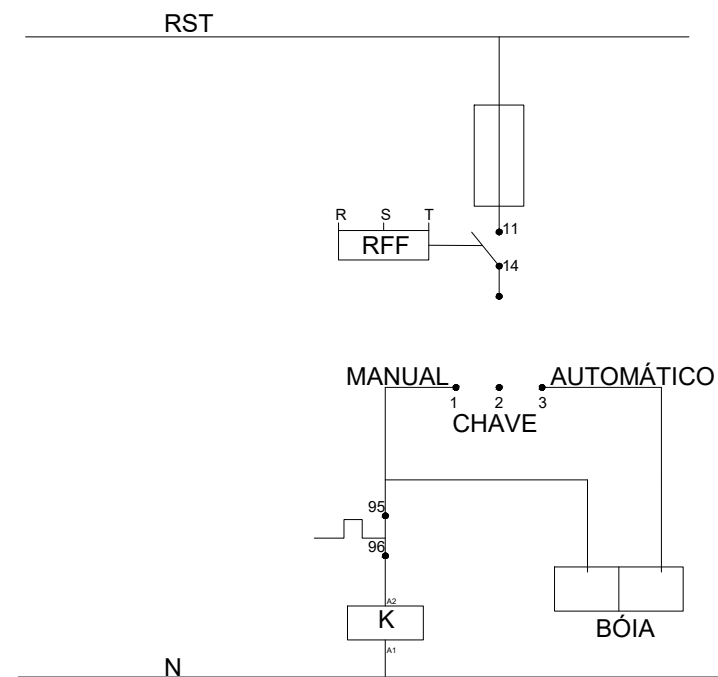 RST
R S T
RFF
11
14
MANUAL AUTOMÁTICO
1 2 3
CHAVE
95
96
A2
K
A1
BÓIA
N